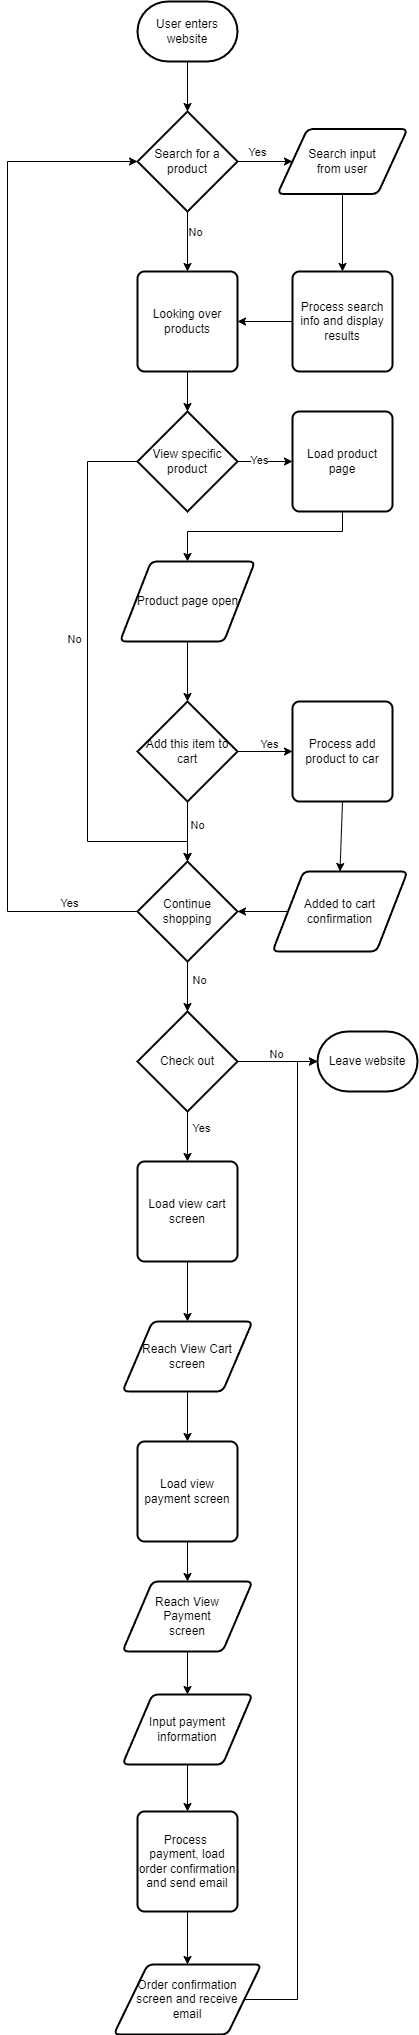 User enters
website
Search for a
product
Yes
Search input
from user
No
Looking over
products
Process search
info and display
results
View specific
product
Yes
Load product
page
Product page open
No
Add this item to
cart
Yes
Process add
product to car
No
Continue
shopping
Yes
Added to cart
confirmation
No
Check out
No
Leave website
Yes
Load view cart
screen
Reach View Cart
screen
Load view
payment screen
Reach View
Payment
screen
Input payment
information
Process
payment, load
order confirmation
and send email
Order confirmation
screen and receive
email